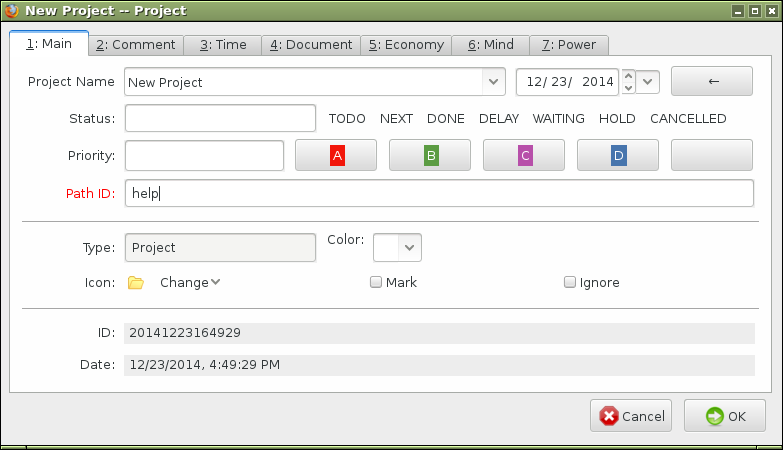 New Project -- Project
1: Main 2: Comment 3: Time 4: Document 5: Economy 6: Mind 7: Power
Project Name New Project 12/ 23/ 2014 ←
Status: TODO NEXT DONE DELAY WAITING HOLD CANCELLED
Priority: A B C D
Path ID: help
Type: Project Color:
Icon: Change Mark Ignore
ID: 20141223164929
Date: 12/23/2014, 4:49:29 PM
Cancel OK